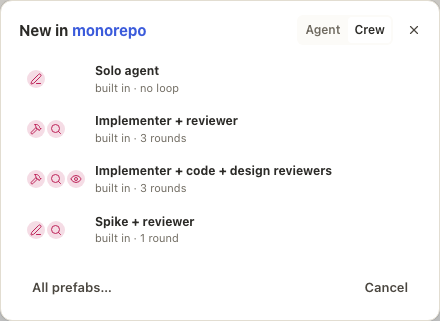 New in monorepo
Agent Crew
Solo agent
built in · no loop
Implementer + reviewer
built in · 3 rounds
Implementer + code + design reviewers
built in · 3 rounds
Spike + reviewer
built in · 1 round
All prefabs...
Cancel